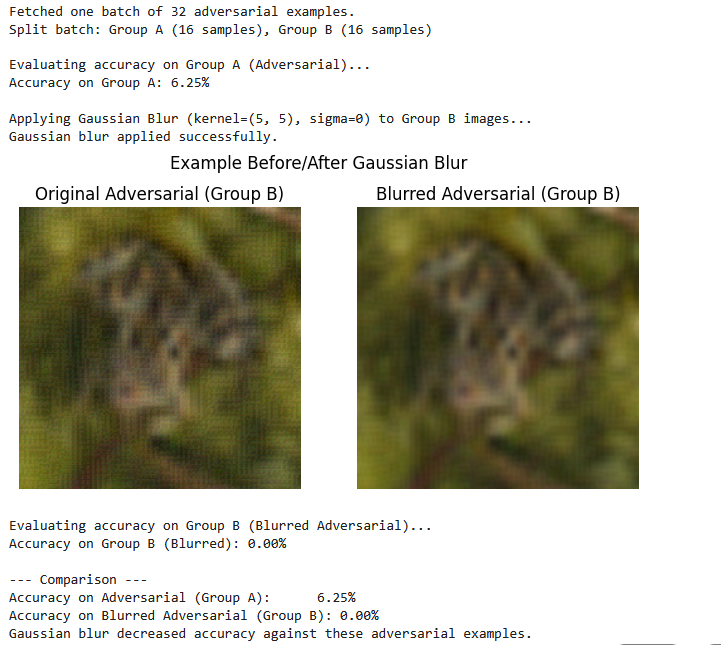 Fetched one batch of 32 adversarial examples.
Split batch: Group A (16 samples), Group B (16 samples)
Evaluating accuracy on Group A (Adversarial)...
Accuracy on Group A: 6.25%
Applying Gaussian Blur (kernel=(5, 5), sigma=0) to Group B images...
Gaussian blur applied successfully.
Example Before/After Gaussian Blur
Original Adversarial (Group B)
Blurred Adversarial (Group B)
Evaluating accuracy on Group B (Blurred Adversarial)...
Accuracy on Group B (Blurred): 0.00%
--- Comparison ---
Accuracy on Adversarial (Group A):      6.25%
Accuracy on Blurred Adversarial (Group B): 0.00%
Gaussian blur decreased accuracy against these adversarial examples.